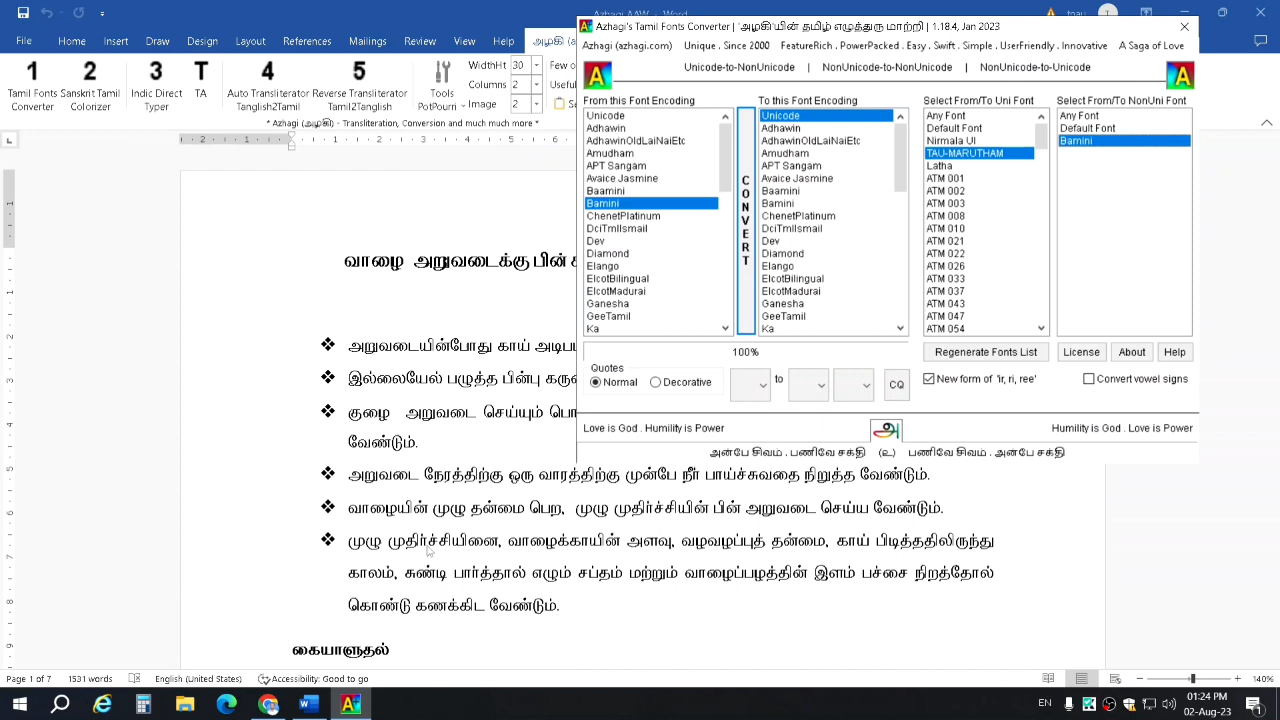 Azhagi's Tamil Fonts Converter | 'அழகி'யின் தமிழ் எழுத்துரு மாற்றி | 1.18.4, Jan 2023
Azhagi (azhagi.com) Unique . Since 2000 FeatureRich . PowerPacked . Easy . Swift . Simple . UserFriendly . Innovative A Saga of Love
Unicode-to-NonUnicode | NonUnicode-to-NonUnicode | NonUnicode-to-Unicode
From this Font Encoding To this Font Encoding Select From/To Uni Font Select From/To NonUni Font
Unicode Unicode Any Font Any Font
Adhawin Adhawin Default Font Default Font
AdhawinOldLaiNaiEtc AdhawinOldLaiNaiEtc Nirmala UI Bamini
Amudham Amudham TAU-MARUTHAM
APT Sangam APT Sangam Latha
Avaice Jasmine Avaice Jasmine ATM 001
Baamini Baamini ATM 002
Bamini Bamini ATM 003
ChenetPlatinum ChenetPlatinum ATM 008
DciTmlIsmail DciTmlIsmail ATM 010
Dev Dev ATM 021
Diamond Diamond ATM 022
Elango Elango ATM 026
ElcotBilingual ElcotBilingual ATM 033
ElcotMadurai ElcotMadurai ATM 037
Ganesha Ganesha ATM 043
GeeTamil GeeTamil ATM 047
Ka Ka ATM 054
CONVERT
100% Regenerate Fonts List License About Help
Quotes
Normal Decorative to CQ New form of 'ir, ri, ree' Convert vowel signs
Love is God . Humility is Power அ Humility is God . Love is Power
அன்பே சிவம் . பணிவே சக்தி (உ) பணிவே சிவம் . அன்பே சக்தி
File
அழகி
1 2 3 T 4 5 WidthHt 30 Few o
Tamil Fonts Sanskrit Tamil Indic Direct TA Auto Transliterator Reverse Transliterator Tools Columns 2
Converter Colorizer Typer Tanglish2Tamil Tamil2Tanglish PotPourri Image 2
* Azhagi (அழகி) - Transliteration, Conversion and much much more *
வாழை அறுவடைக்கு பின்
அறுவடையின்போது காய் அடிப
இல்லையேல் பழுத்த பின்பு
குழை அறுவடை செய்யும்
வேண்டும்.
அறுவடை நேரத்திற்கு ஒரு வாரத்திற்கு முன்பே நீர் பாய்ச்சுவதை நிறுத்த வேண்டும்.
வாழையின் முழு தன்மை பெற, முழு முதிர்ச்சியின் பின் அறுவடை செய்ய வேண்டும்.
முழு முதிர்ச்சியினை, வாழைக்காயின் அளவு, வழவழப்புத் தன்மை, காய் பிடித்ததிலிருந்து
காலம், சுண்டி பார்த்தால் எழும் சப்தம் மற்றும் வாழைப்பழத்தின் இளம் பச்சை நிறத்தோல்
கொண்டு கணக்கிட வேண்டும்.
கையாளுதல்
Page 1 of 7 1531 words English (United States) Accessibility: Good to go 140%
EN 01:24 PM
02-Aug-23